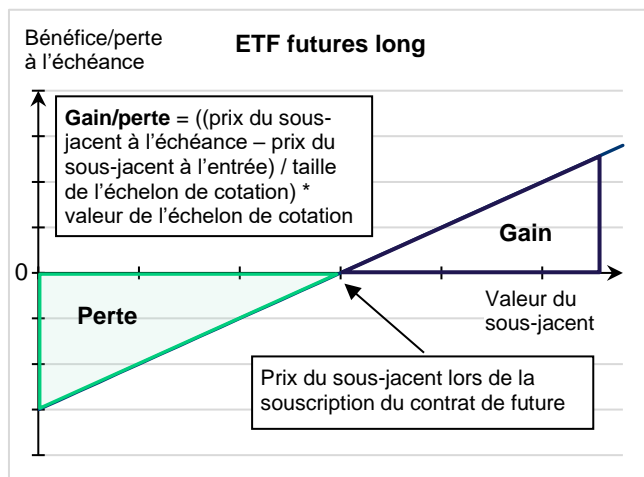 Bénéfice/perte
à l’échéance
ETF futures long
Gain/perte = ((prix du sous-
jacent à l’échéance – prix du
sous-jacent à l’entrée) / taille
de l’échelon de cotation) *
valeur de l’échelon de cotation
Gain
0
Perte
Valeur du
sous-jacent
Prix du sous-jacent lors de la
souscription du contrat de future